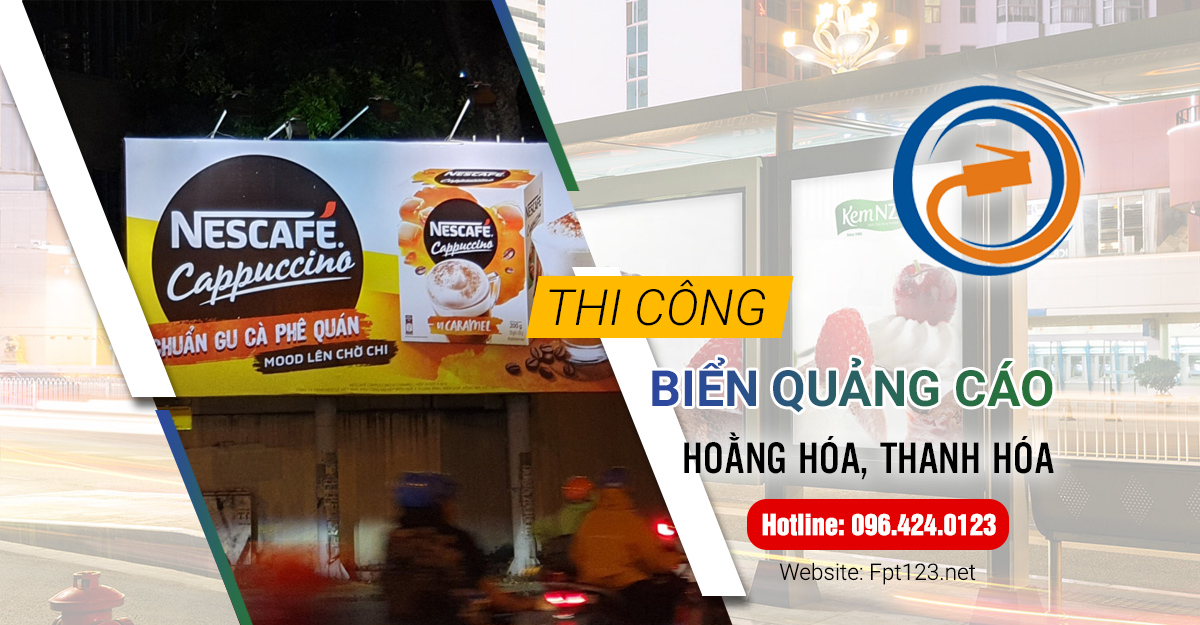 NESCAFÉ.
Cappuccino
CHUẨN GU CÀ PHÊ QUÁN
MOOD LÊN CHỜ CHI
NESCAFÉ.
Cappuccino
CARAMEL
KemNZ
THI CÔNG
BIỂN QUẢNG CÁO
HOẰNG HÓA, THANH HÓA
Hotline: 096.424.0123
Website: Fpt123.net